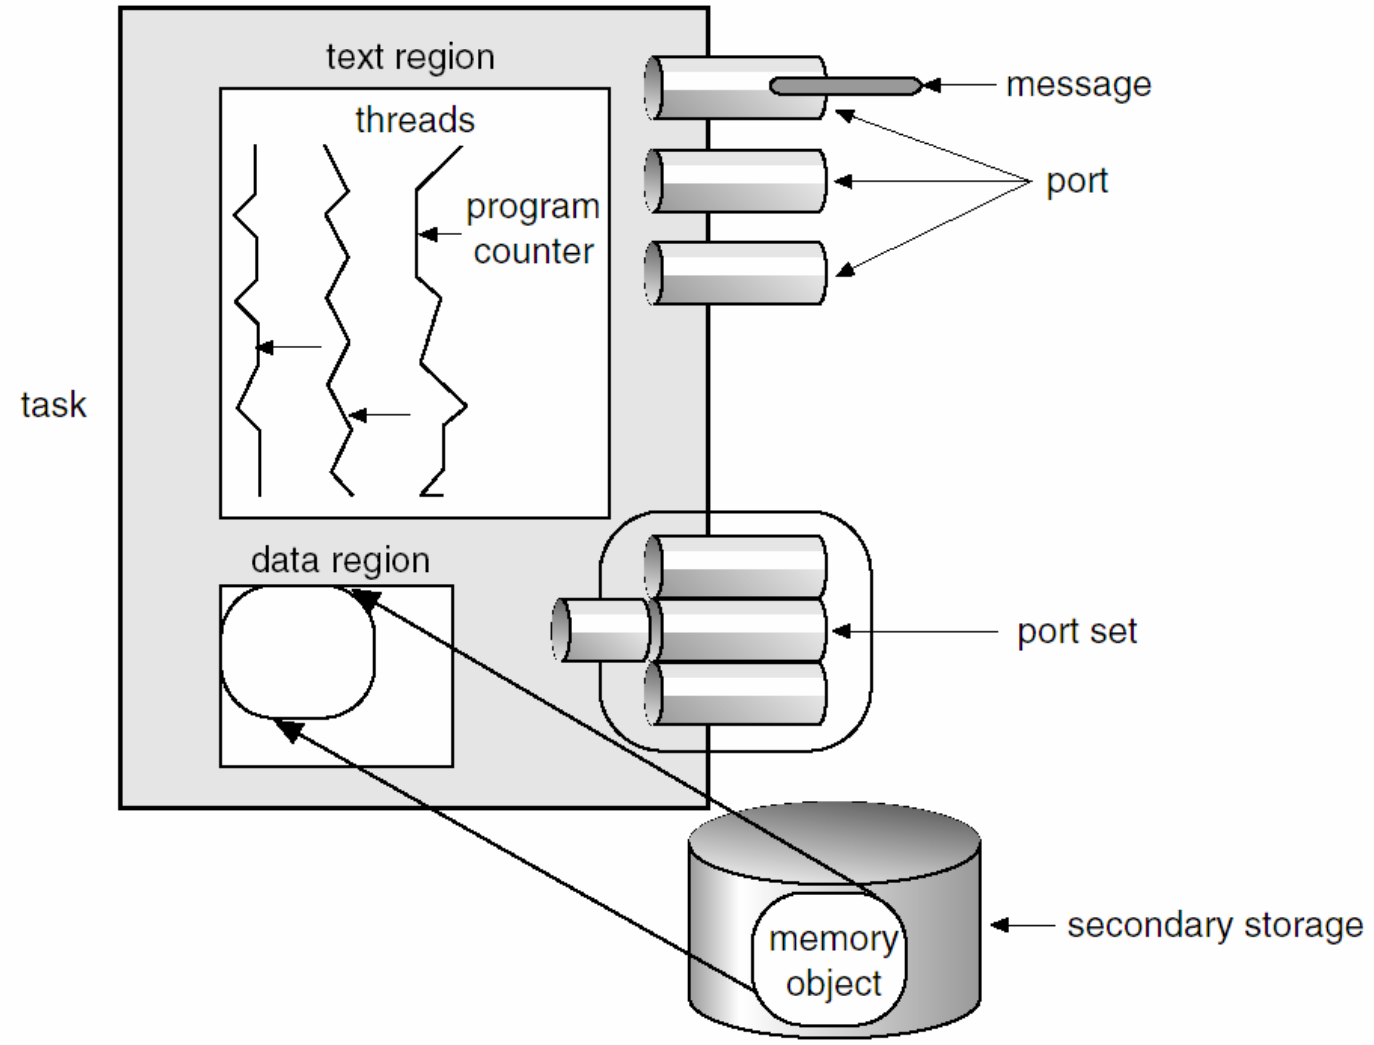 text region
threads
program
counter
message
port
task
data region
port set
memory
object
secondary storage